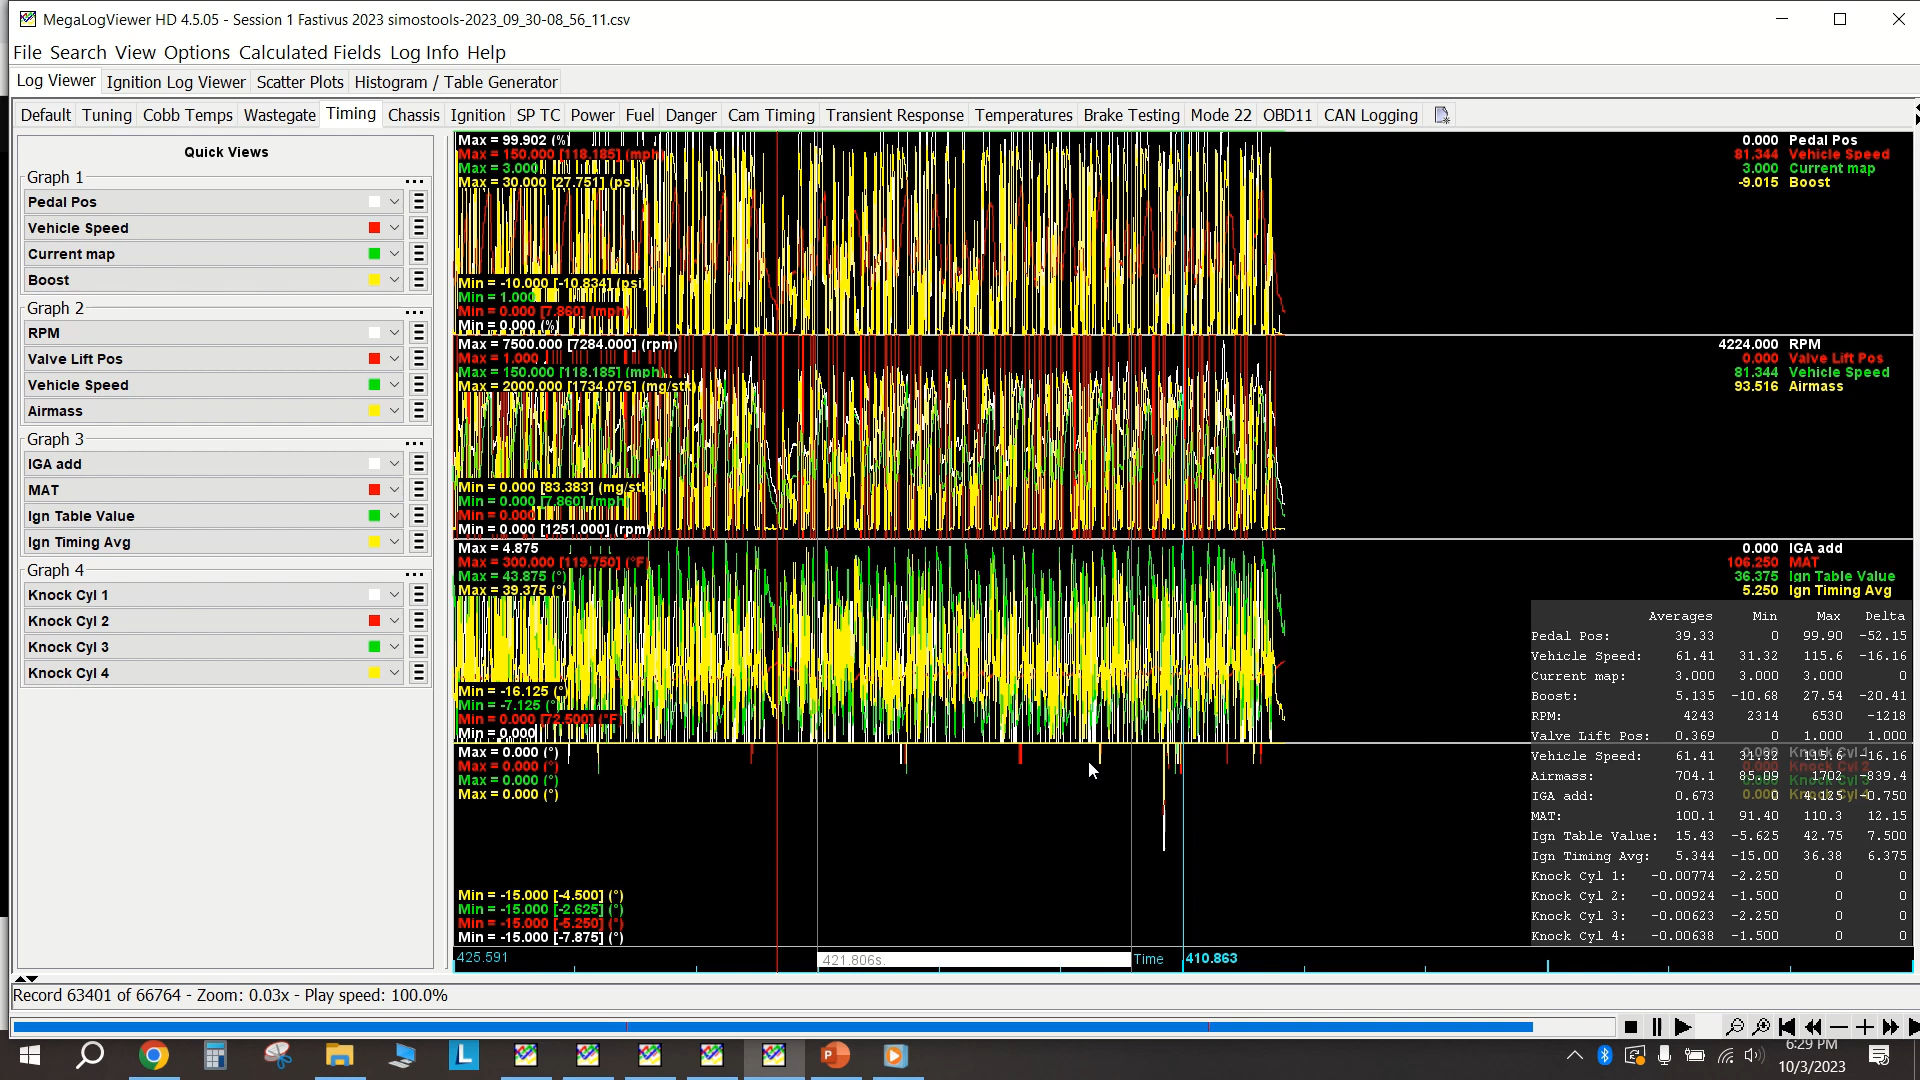 MegaLogViewer HD 4.5.05 - Session 1 Fastivus 2023 simostools-2023_09_30-08_56_11.csv
File Search View Options Calculated Fields Log Info Help
Log Viewer Ignition Log Viewer Scatter Plots Histogram / Table Generator
Default Tuning Cobb Temps Wastegate Timing Chassis Ignition SP TC Power Fuel Danger Cam Timing Transient Response Temperatures Brake Testing Mode 22 OBD11 CAN Logging
Quick Views
Graph 1
Pedal Pos
Vehicle Speed
Current map
Boost
Graph 2
RPM
Valve Lift Pos
Vehicle Speed
Airmass
Graph 3
IGA add
MAT
Ign Table Value
Ign Timing Avg
Graph 4
Knock Cyl 1
Knock Cyl 2
Knock Cyl 3
Knock Cyl 4
Max = 99.902 (%)
Max = 150.000 [118.185] (mph)
Max = 3.000
Max = 30.000 [27.751] (psi)
Min = -10.000 [-10.834] (psi)
Min = 1.000
Min = 0.000 [7.860] (mph)
Min = 0.000 (%)
0.000 Pedal Pos
81.344 Vehicle Speed
3.000 Current map
-9.015 Boost
Max = 7500.000 [7284.000] (rpm)
Max = 1.000
Max = 150.000 [118.185] (mph)
Max = 2000.000 [1734.076] (mg/stk)
Min = 0.000 [83.383] (mg/stk)
Min = 0.000 [7.860] (mph)
Min = 0.000
Min = 0.000 [1251.000] (rpm)
4224.000 RPM
0.000 Valve Lift Pos
81.344 Vehicle Speed
93.516 Airmass
Max = 4.875
Max = 300.000 [119.750] (°F)
Max = 43.875 (°)
Max = 39.375 (°)
Min = -16.125 (°)
Min = -7.125 (°)
Min = 0.000 [72.500] (°F)
Min = 0.000
0.000 IGA add
106.250 MAT
36.375 Ign Table Value
5.250 Ign Timing Avg
Max = 0.000 (°)
Max = 0.000 (°)
Max = 0.000 (°)
Max = 0.000 (°)
Min = -15.000 [-4.500] (°)
Min = -15.000 [-2.625] (°)
Min = -15.000 [-5.250] (°)
Min = -15.000 [-7.875] (°)
0.000 Knock Cyl 1
0.000 Knock Cyl 2
0.000 Knock Cyl 3
0.000 Knock Cyl 4
Averages Min Max Delta
Pedal Pos: 39.33 0 99.90 -52.15
Vehicle Speed: 61.41 31.32 115.6 -16.16
Current map: 3.000 3.000 3.000 0
Boost: 5.135 -10.68 27.54 -20.41
RPM: 4243 2314 6530 -1218
Valve Lift Pos: 0.369 0 1.000 1.000
Vehicle Speed: 61.41 31.32 115.6 -16.16
Airmass: 704.1 85.09 1702 -839.4
IGA add: 0.673 0 4.125 -0.750
MAT: 100.1 91.40 110.3 12.15
Ign Table Value: 15.43 -5.625 42.75 7.500
Ign Timing Avg: 5.344 -15.00 36.38 6.375
Knock Cyl 1: -0.00774 -2.250 0 0
Knock Cyl 2: -0.00924 -1.500 0 0
Knock Cyl 3: -0.00623 -2.250 0 0
Knock Cyl 4: -0.00638 -1.500 0 0
425.591 421.806s. Time 410.863
Record 63401 of 66764 - Zoom: 0.03x - Play speed: 100.0%
L
P
6:29 PM
10/3/2023